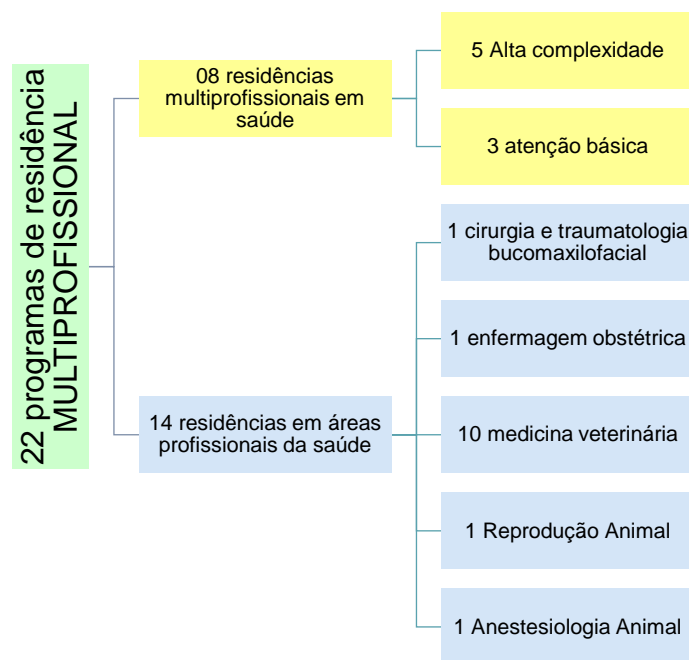 22 programas de residência
MULTIPROFISSIONAL
08 residências
multiprofissionais em
saúde
5 Alta complexidade
3 atenção básica
14 residências em áreas
profissionais da saúde
1 cirurgia e traumatologia
bucomaxilofacial
1 enfermagem obstétrica
10 medicina veterinária
1 Reprodução Animal
1 Anestesiologia Animal